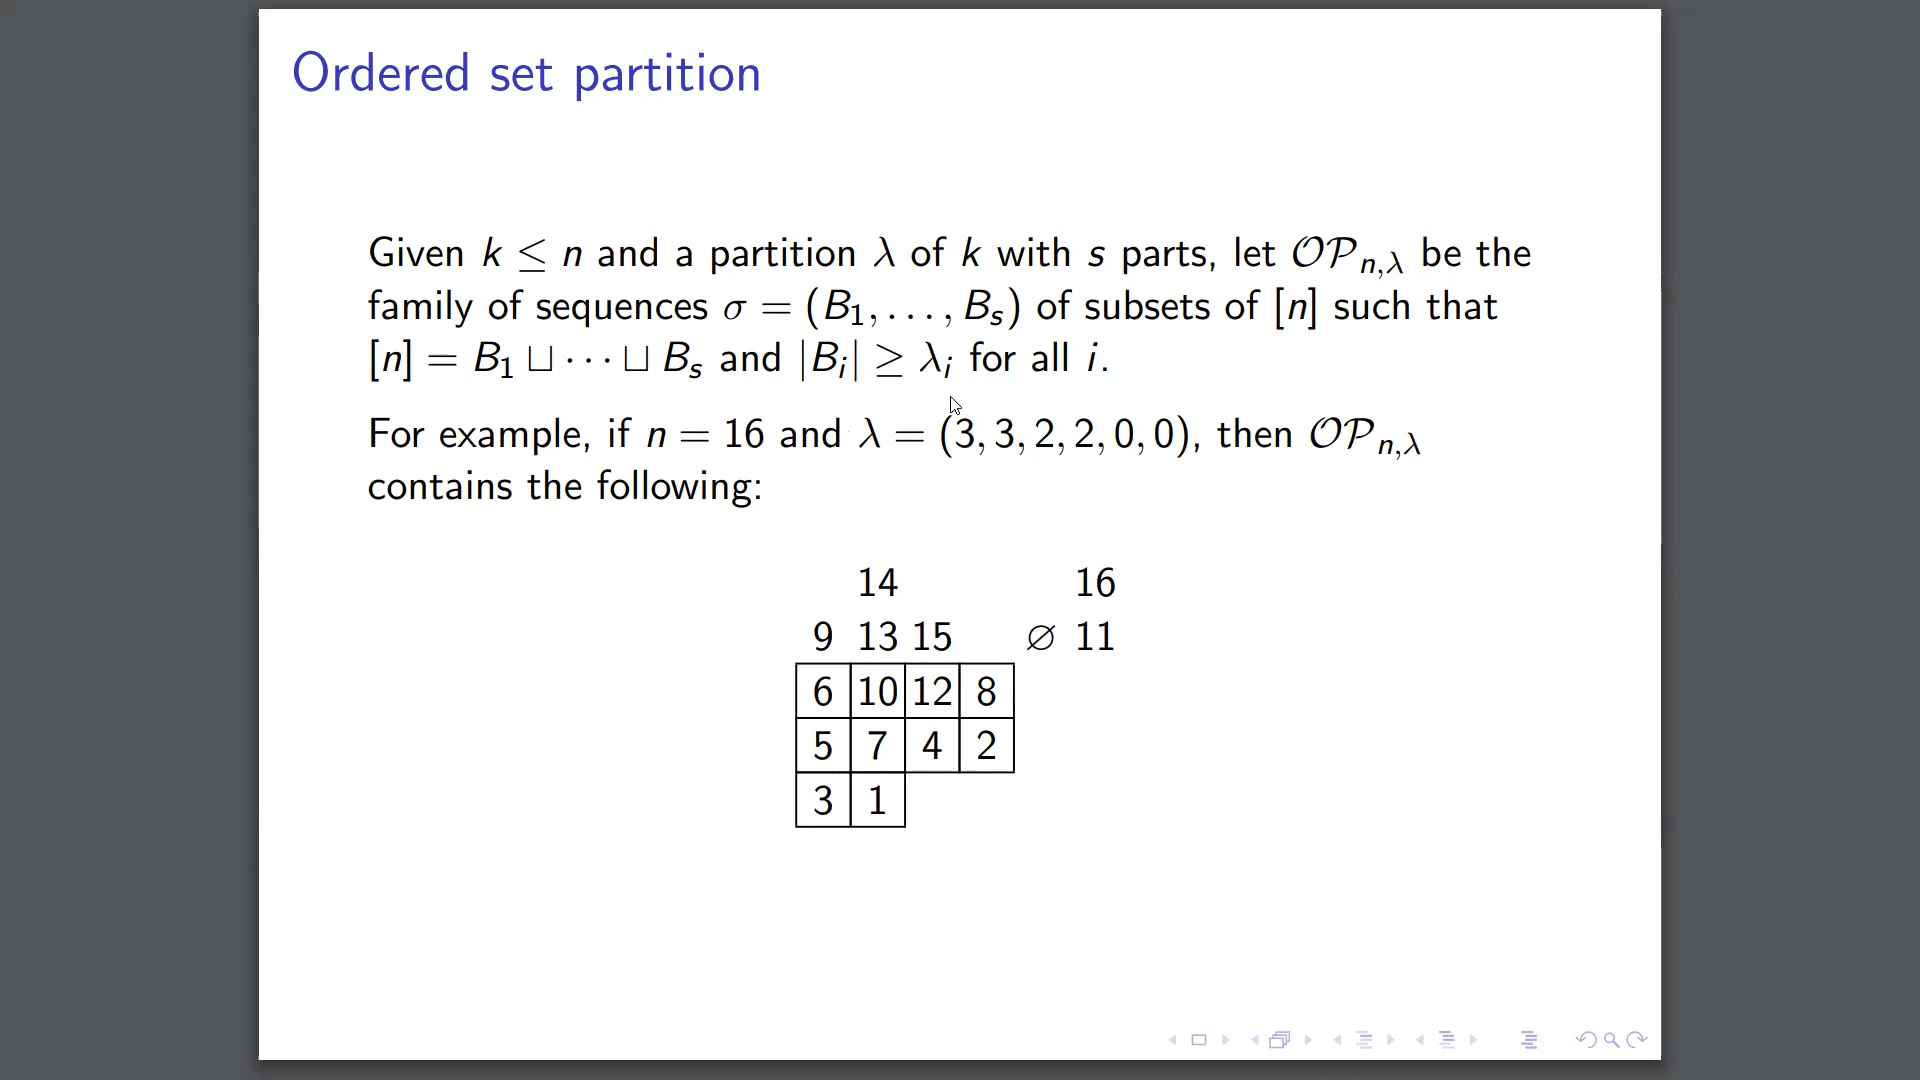 Ordered set partition
Given k ≤ n and a partition λ of k with s parts, let 𝒪𝒫ₙ,λ be the
family of sequences σ = (B₁, . . . , Bₛ) of subsets of [n] such that
[n] = B₁ ⊔ · · · ⊔ Bₛ and |Bᵢ| ≥ λᵢ for all i.
For example, if n = 16 and λ = (3, 3, 2, 2, 0, 0), then 𝒪𝒫ₙ,λ
contains the following:
14 16
9 13 15 ∅ 11
6 10 12 8
5 7 4 2
3 1